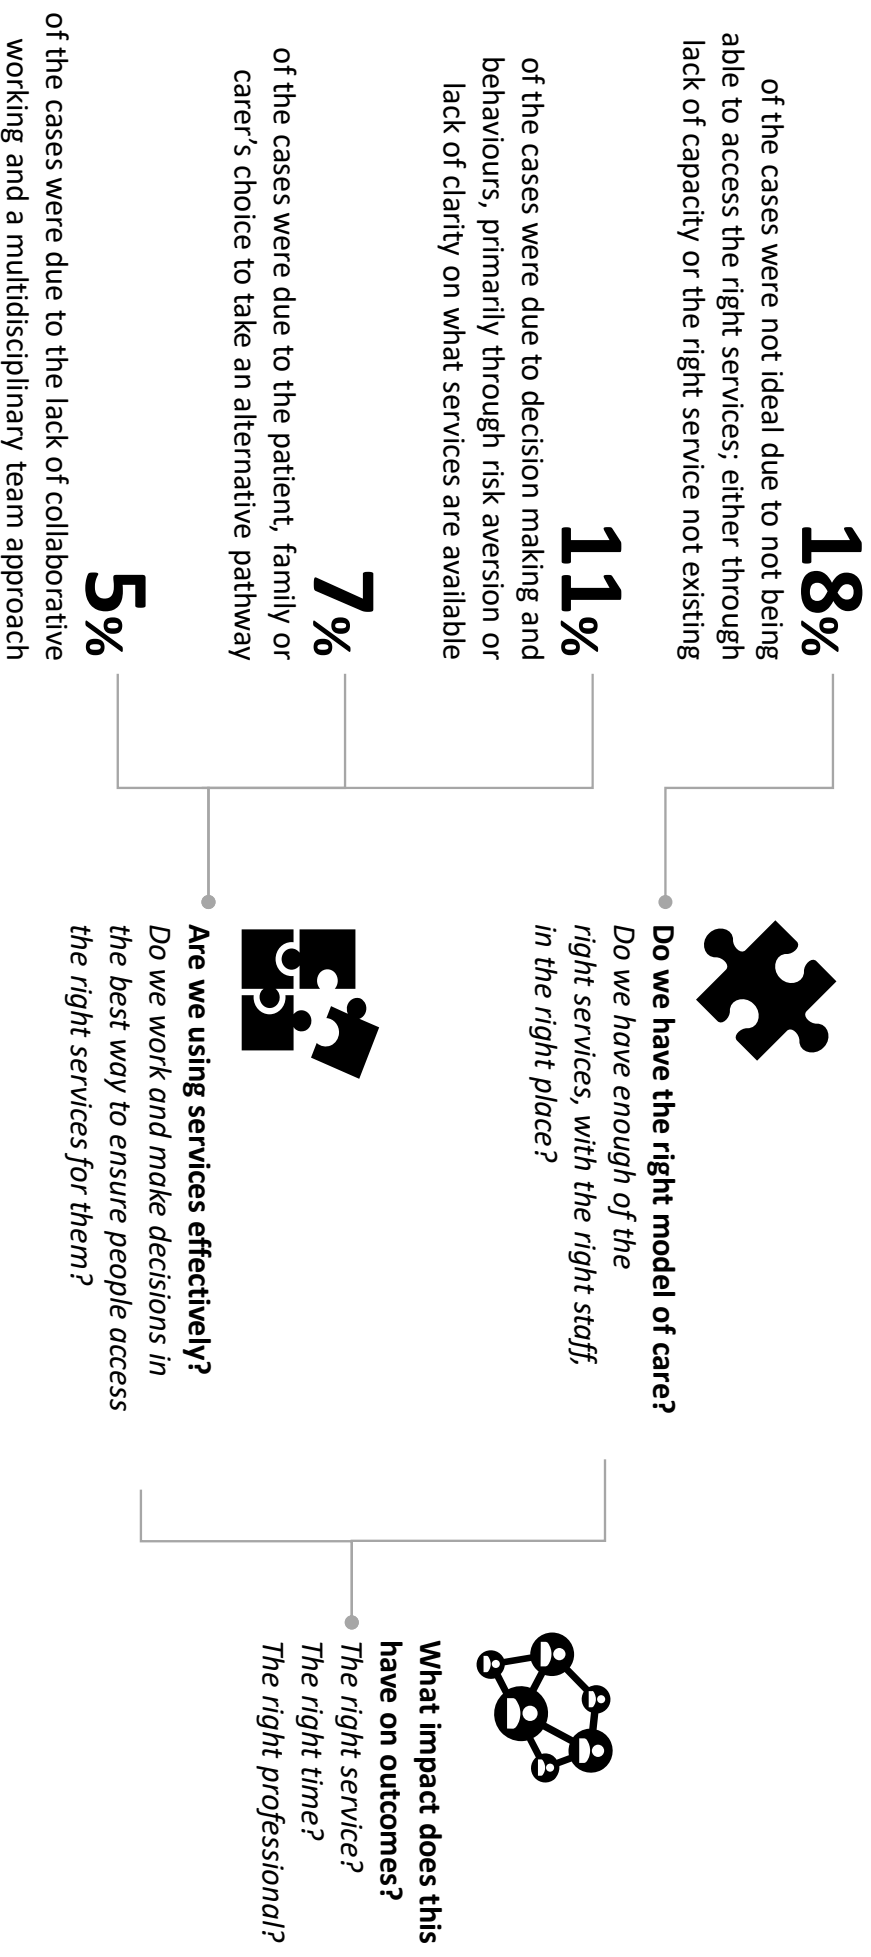 18%
of the cases were not ideal due to not being
able to access the right services; either through
lack of capacity or the right service not existing
11%
of the cases were due to decision making and
behaviours, primarily through risk aversion or
lack of clarity on what services are available
7%
of the cases were due to the patient, family or
carer’s choice to take an alternative pathway
5%
of the cases were due to the lack of collaborative
working and a multidisciplinary team approach
Do we have the right model of care?
Do we have enough of the
right services, with the right staff,
in the right place?
Are we using services effectively?
Do we work and make decisions in
the best way to ensure people access
the right services for them?
What impact does this
have on outcomes?
The right service?
The right time?
The right professional?